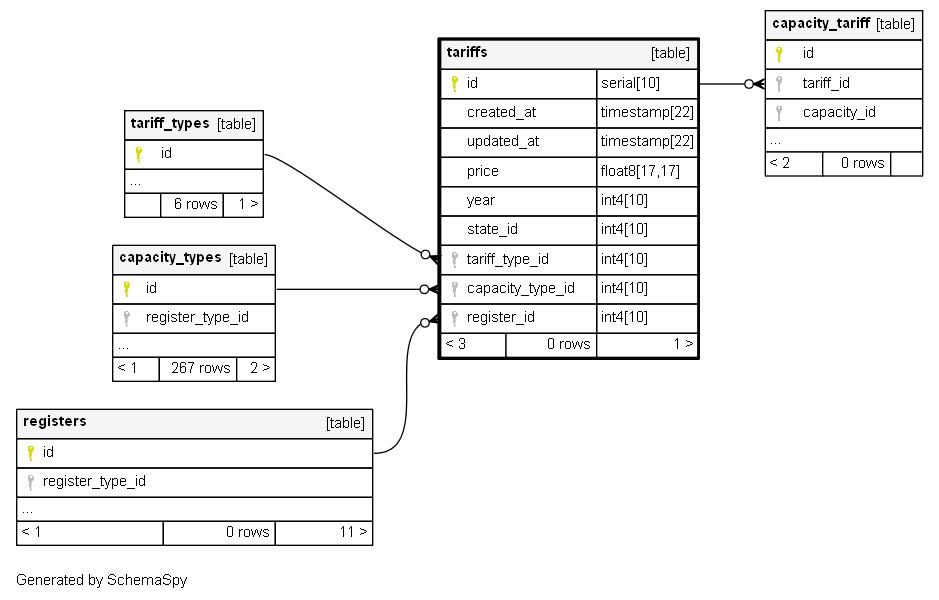 capacity_tariff [table]
id
tariff_id
capacity_id
...
< 2 0 rows
tariffs [table]
id serial[10]
created_at timestamp[22]
updated_at timestamp[22]
price float8[17,17]
year int4[10]
state_id int4[10]
tariff_type_id int4[10]
capacity_type_id int4[10]
register_id int4[10]
< 3 0 rows 1 >
tariff_types [table]
id
...
6 rows 1 >
capacity_types [table]
id
register_type_id
...
< 1 267 rows 2 >
registers [table]
id
register_type_id
...
< 1 0 rows 11 >
Generated by SchemaSpy